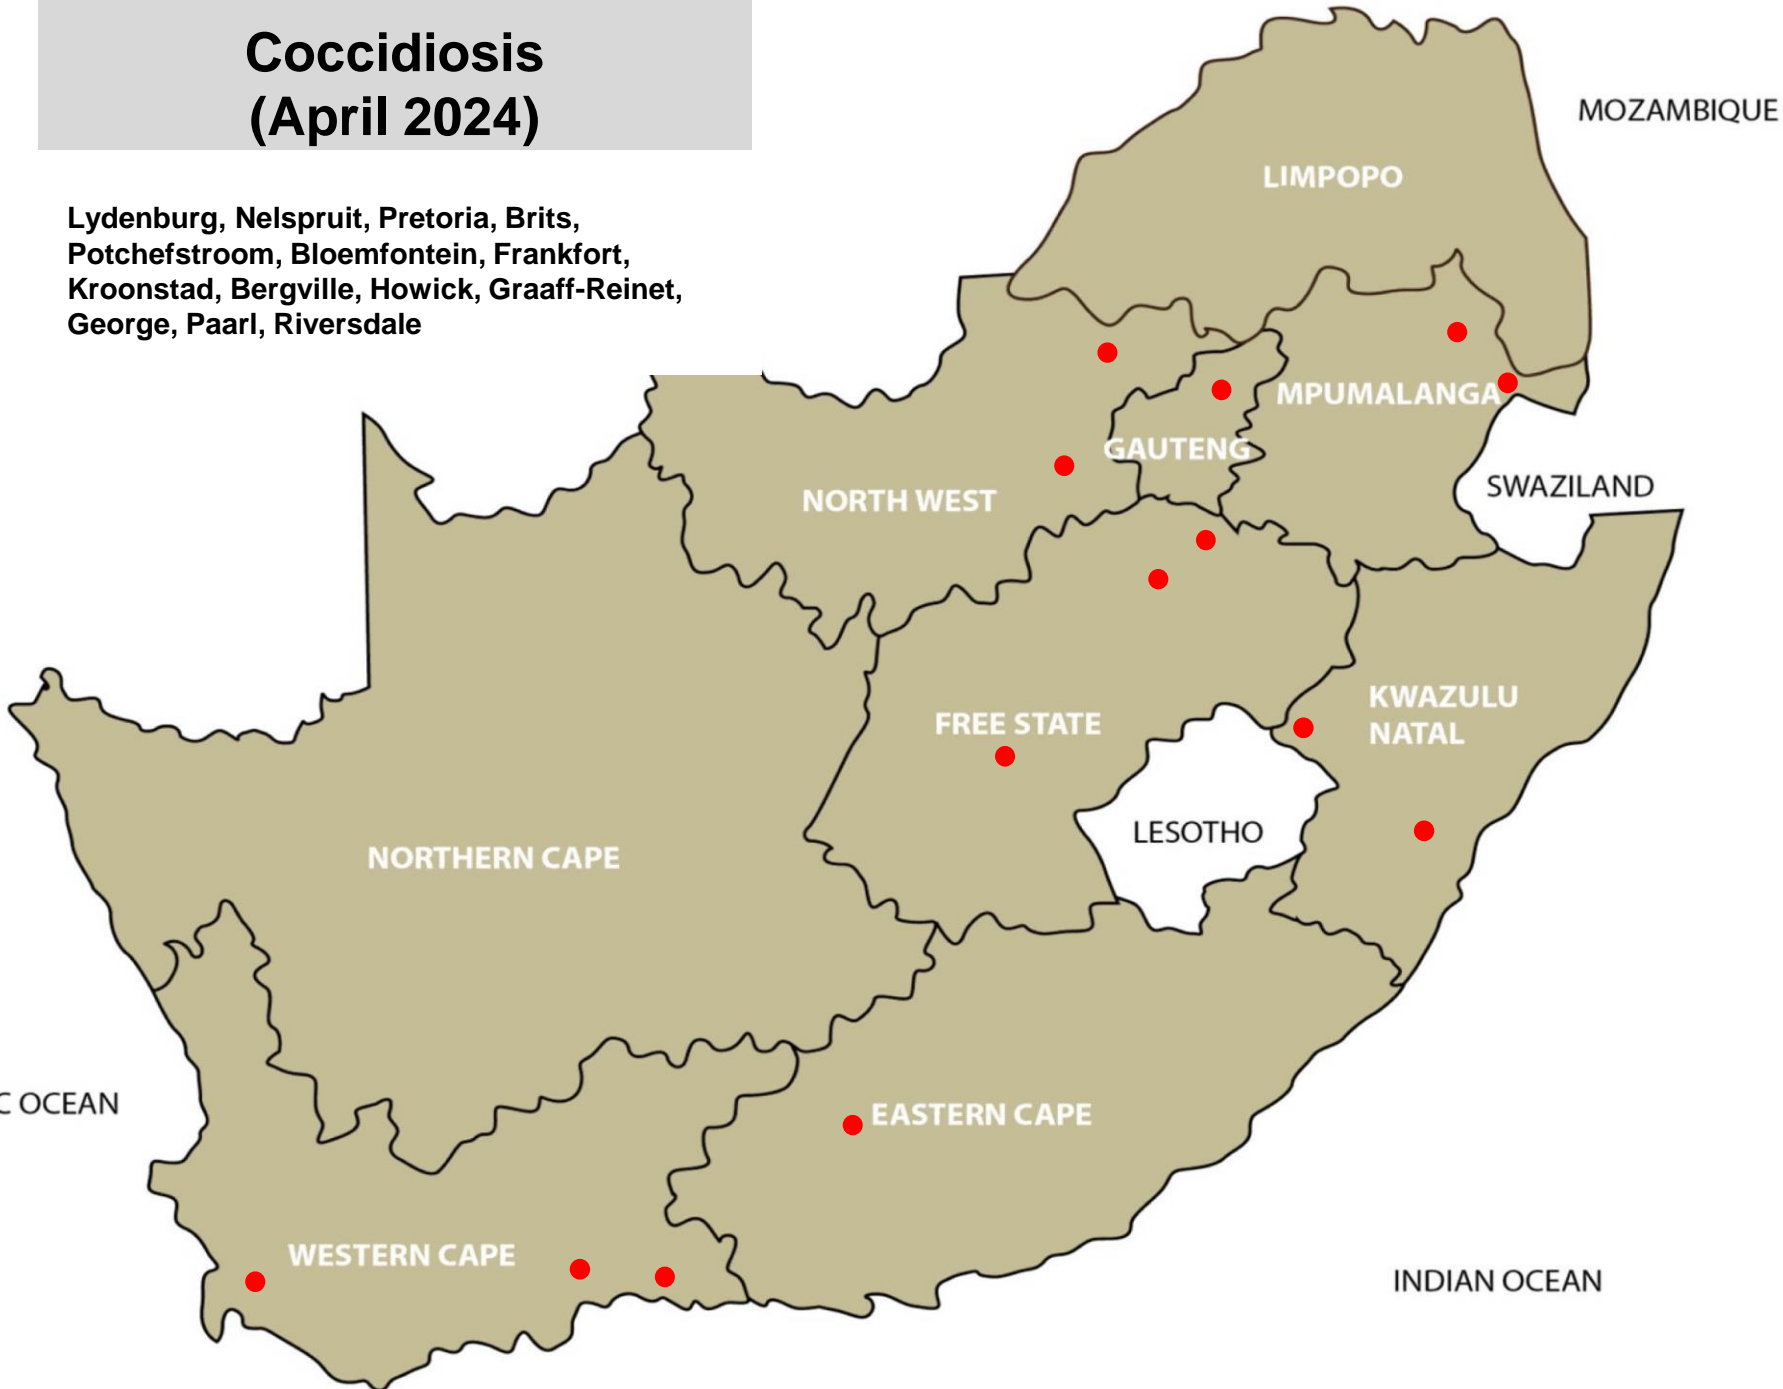 Coccidiosis
(April 2024)
Lydenburg, Nelspruit, Pretoria, Brits,
Potchefstroom, Bloemfontein, Frankfort,
Kroonstad, Bergville, Howick, Graaff-Reinet,
George, Paarl, Riversdale
MOZAMBIQUE
LIMPOPO
MPUMALANGA
GAUTENG
SWAZILAND
NORTH WEST
KWAZULU
NATAL
FREE STATE
LESOTHO
NORTHERN CAPE
C OCEAN
EASTERN CAPE
WESTERN CAPE
INDIAN OCEAN